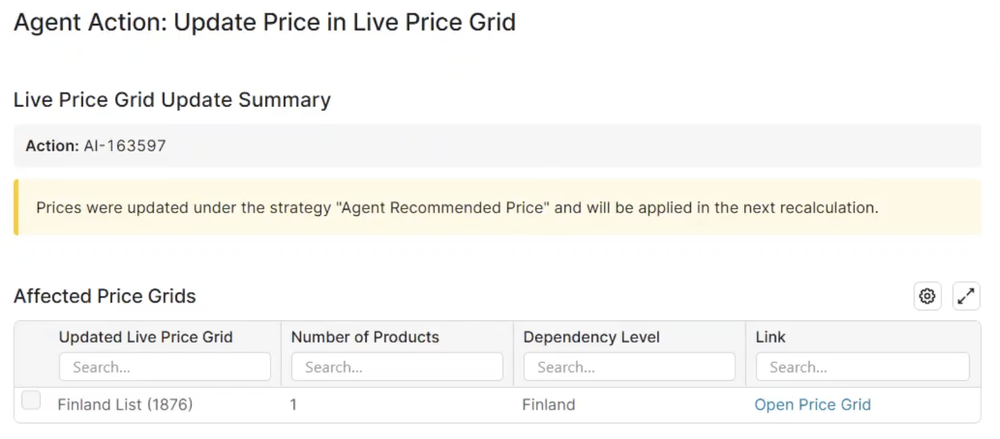 Agent Action: Update Price in Live Price Grid
Live Price Grid Update Summary
Action: AI-163597
Prices were updated under the strategy "Agent Recommended Price" and will be applied in the next recalculation.
Affected Price Grids
Updated Live Price Grid Number of Products Dependency Level Link
Search... Search... Search... Search...
Finland List (1876) 1 Finland Open Price Grid